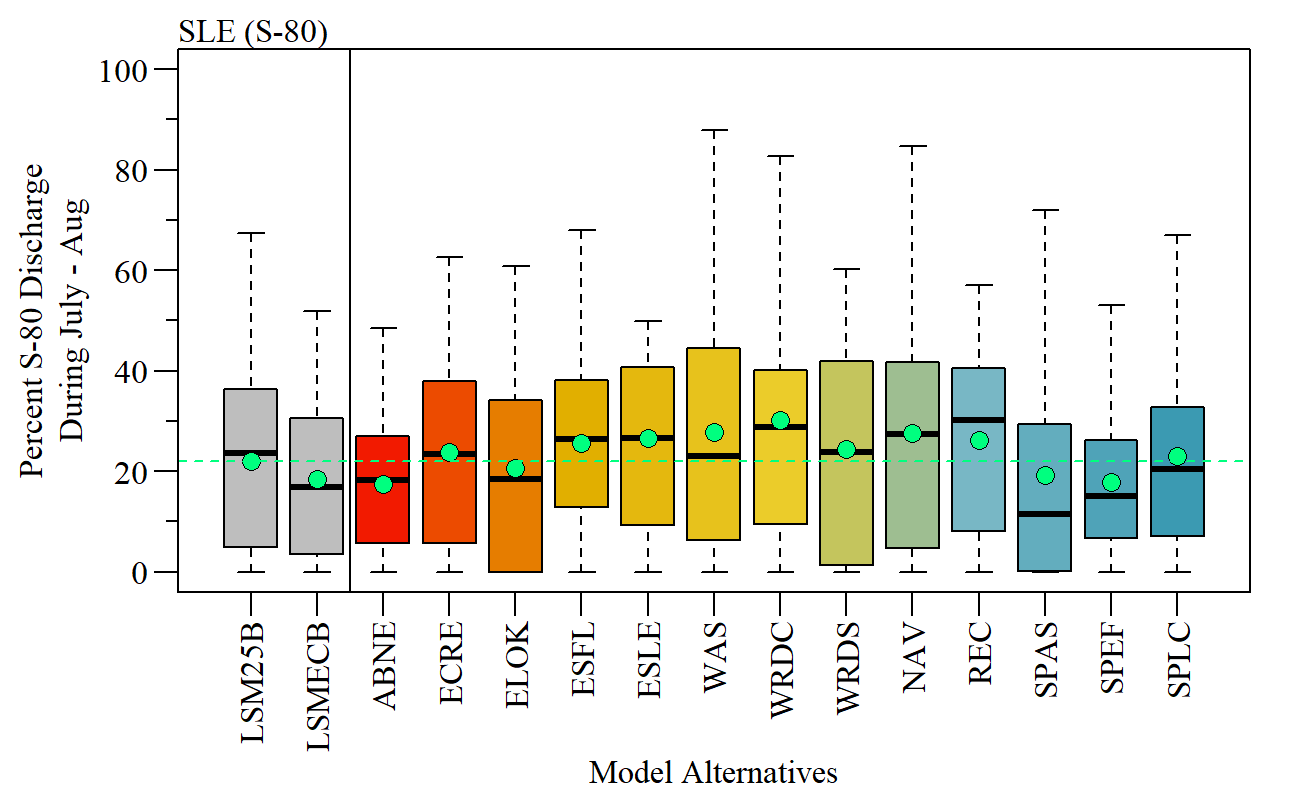 SLE (S-80)
100
80
60
40
20
0
Percent S-80 Discharge
During July - Aug
LSM25B
LSMECB
ABNE
ECRE
ELOK
ESFL
ESLE
WAS
WRDC
WRDS
NAV
REC
SPAS
SPEF
SPLC
Model Alternatives